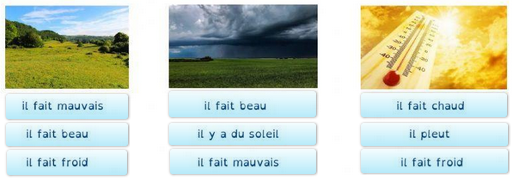 il fait mauvais
il fait beau
il fait froid
il fait beau
il y a du soleil
il fait mauvais
il fait chaud
il pleut
il fait froid